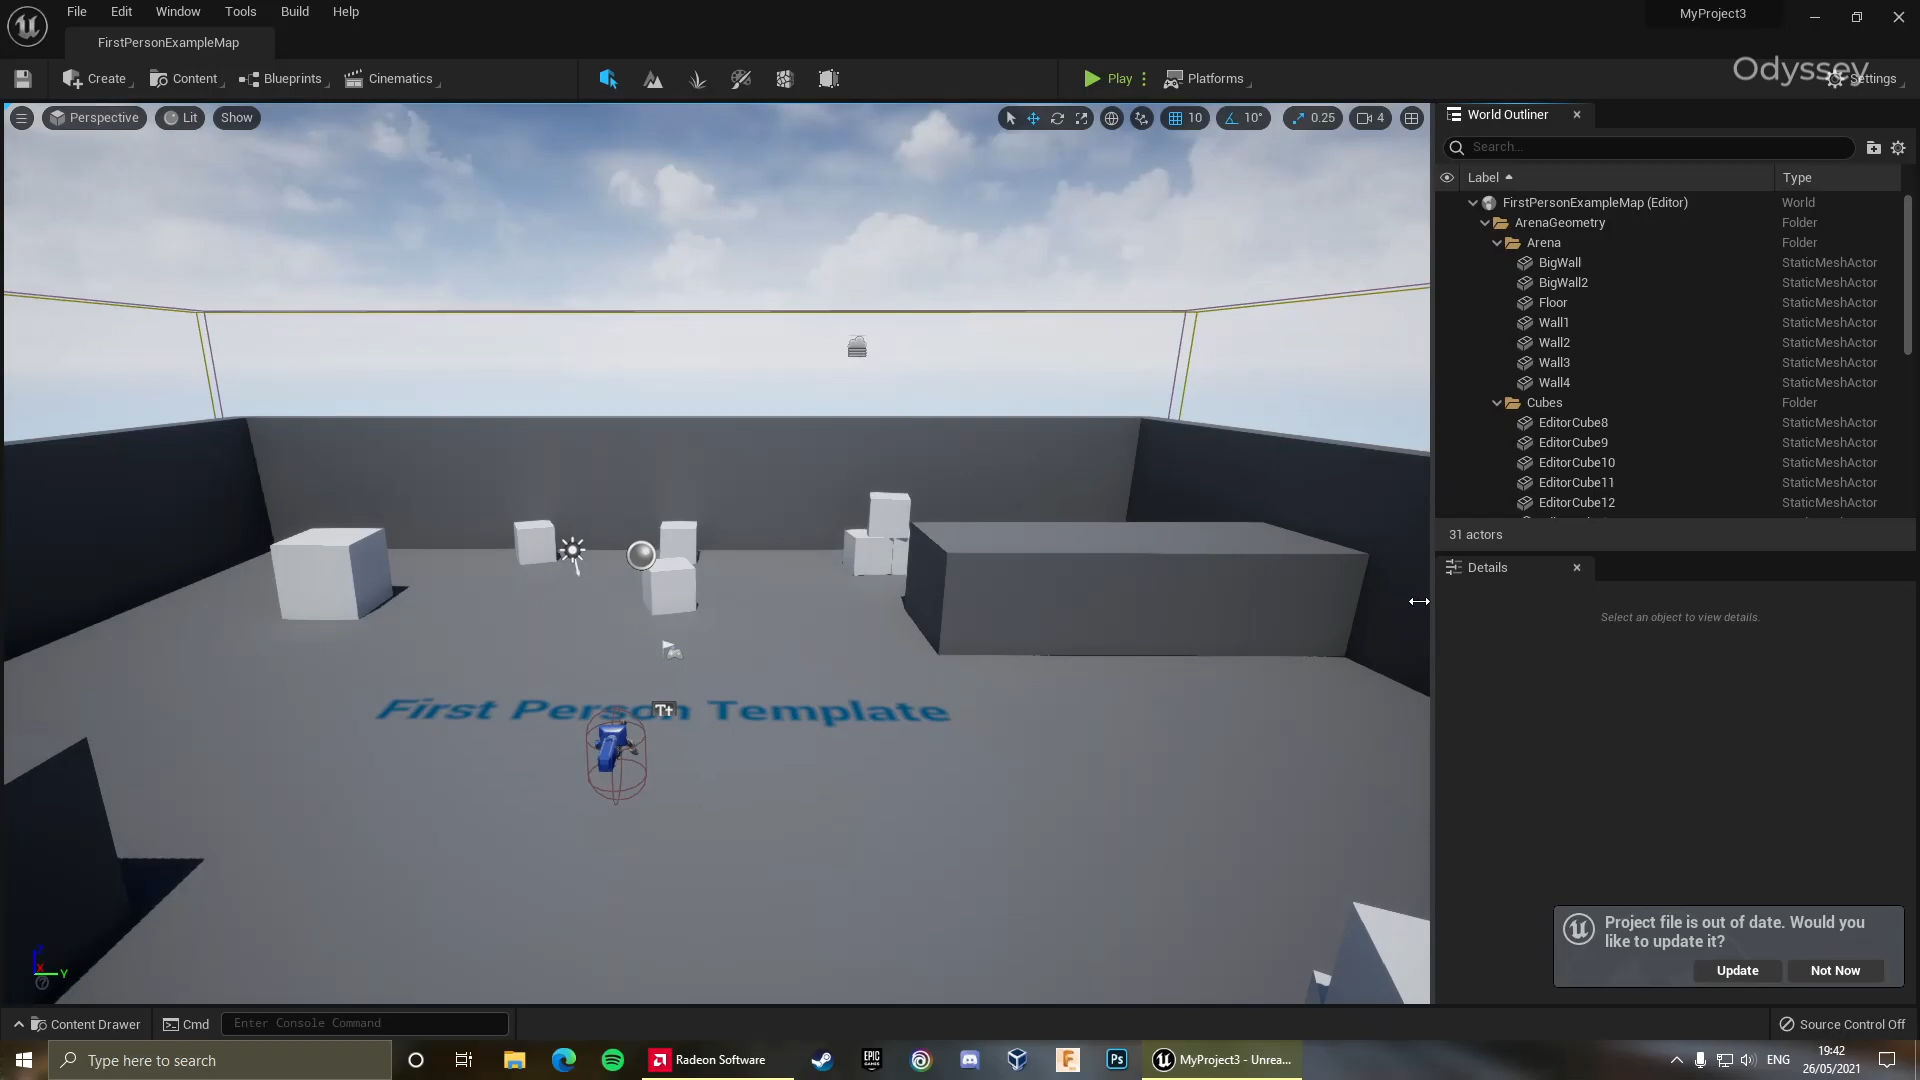 File Edit Window Tools Build Help
MyProject3
FirstPersonExampleMap
Create Content Blueprints Cinematics
Play Platforms
Odyssey
Settings
Perspective Lit Show
10 10° 0.25 4
World Outliner
Search...
Label Type
FirstPersonExampleMap (Editor) World
ArenaGeometry Folder
Arena Folder
BigWall StaticMeshActor
BigWall2 StaticMeshActor
Floor StaticMeshActor
Wall1 StaticMeshActor
Wall2 StaticMeshActor
Wall3 StaticMeshActor
Wall4 StaticMeshActor
Cubes Folder
EditorCube8 StaticMeshActor
EditorCube9 StaticMeshActor
EditorCube10 StaticMeshActor
EditorCube11 StaticMeshActor
EditorCube12 StaticMeshActor
31 actors
Details
Select an object to view details.
First Person Template
Tt
Z
X
Y
Project file is out of date. Would you
like to update it?
Update Not Now
Content Drawer Cmd Enter Console Command
Source Control Off
Type here to search
Radeon Software
EPIC GAMES
Ps
MyProject3 - Unrea...
ENG
19:42
26/05/2021